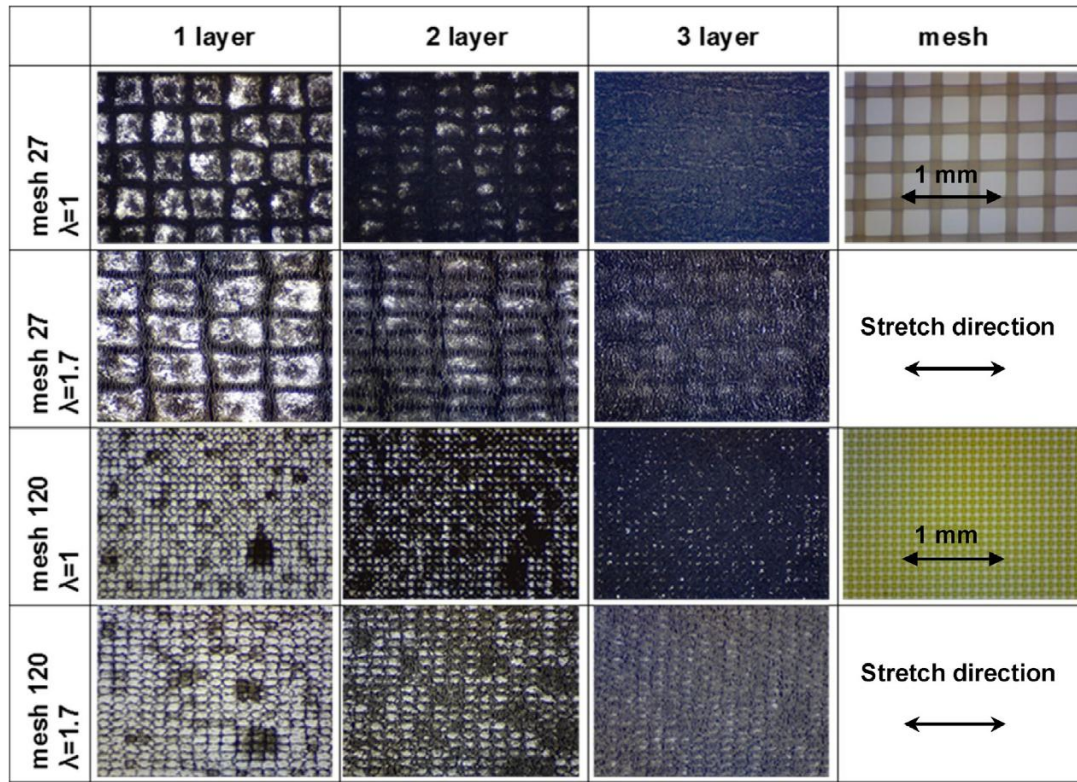 1 layer
2 layer
3 layer
mesh
mesh 27
λ=1
1 mm
mesh 27
λ=1.7
Stretch direction
mesh 120
λ=1
1 mm
mesh 120
λ=1.7
Stretch direction